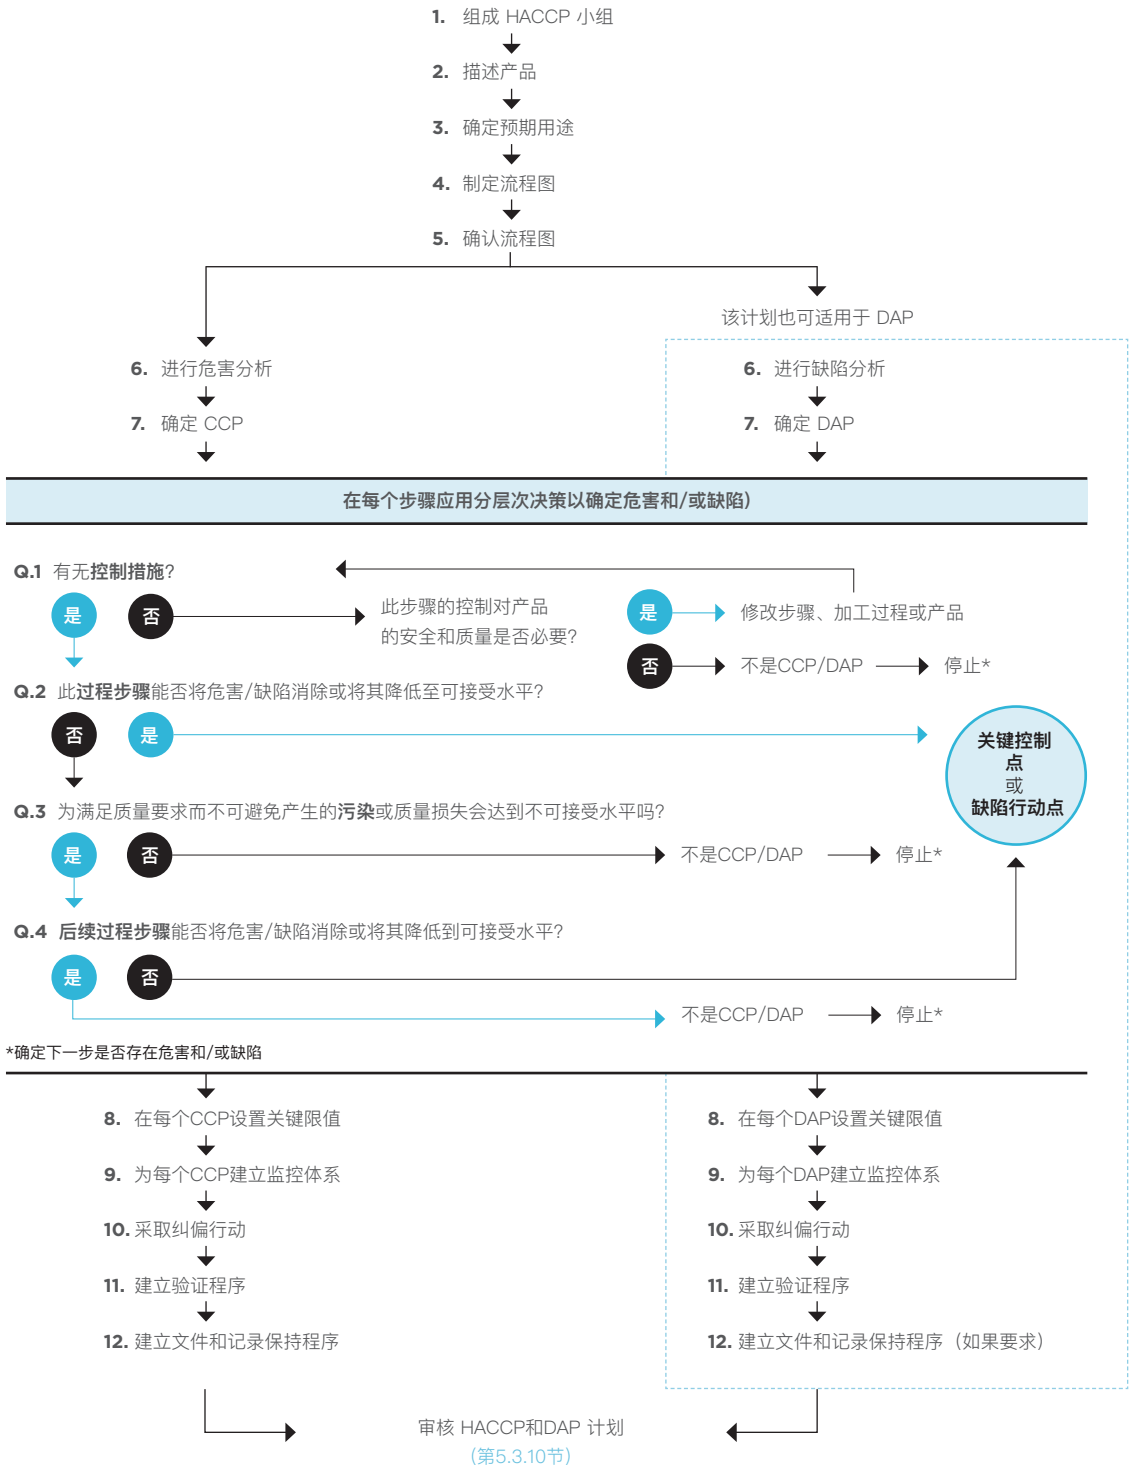 1. 组成 HACCP 小组
2. 描述产品
3. 确定预期用途
4. 制定流程图
5. 确认流程图
该计划也可适用于 DAP
6. 进行危害分析
7. 确定 CCP
6. 进行缺陷分析
7. 确定 DAP
在每个步骤应用分层次决策以确定危害和/或缺陷)
Q.1 有无控制措施?
是
否
此步骤的控制对产品
的安全和质量是否必要?
是
修改步骤、加工过程或产品
否
不是CCP/DAP
停止*
Q.2 此过程步骤能否将危害/缺陷消除或将其降低至可接受水平?
否
是
关键控制
点
或
缺陷行动点
Q.3 为满足质量要求而不可避免产生的污染或质量损失会达到不可接受水平吗?
是
否
不是CCP/DAP
停止*
Q.4 后续过程步骤能否将危害/缺陷消除或将其降低到可接受水平?
是
否
不是CCP/DAP
停止*
*确定下一步是否存在危害和/或缺陷
8. 在每个CCP设置关键限值
9. 为每个CCP建立监控体系
10. 采取纠偏行动
11. 建立验证程序
12. 建立文件和记录保持程序
8. 在每个DAP设置关键限值
9. 为每个DAP建立监控体系
10. 采取纠偏行动
11. 建立验证程序
12. 建立文件和记录保持程序（如果要求）
审核 HACCP和DAP 计划
（第5.3.10节）